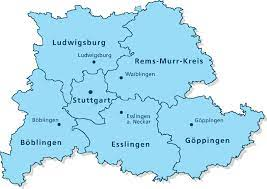 Ludwigsburg
Ludwigsburg
Rems-Murr-Kreis
Waiblingen
Stuttgart
Böblingen
Esslingen
a. Neckar
Göppingen
Böblingen
Esslingen
Göppingen